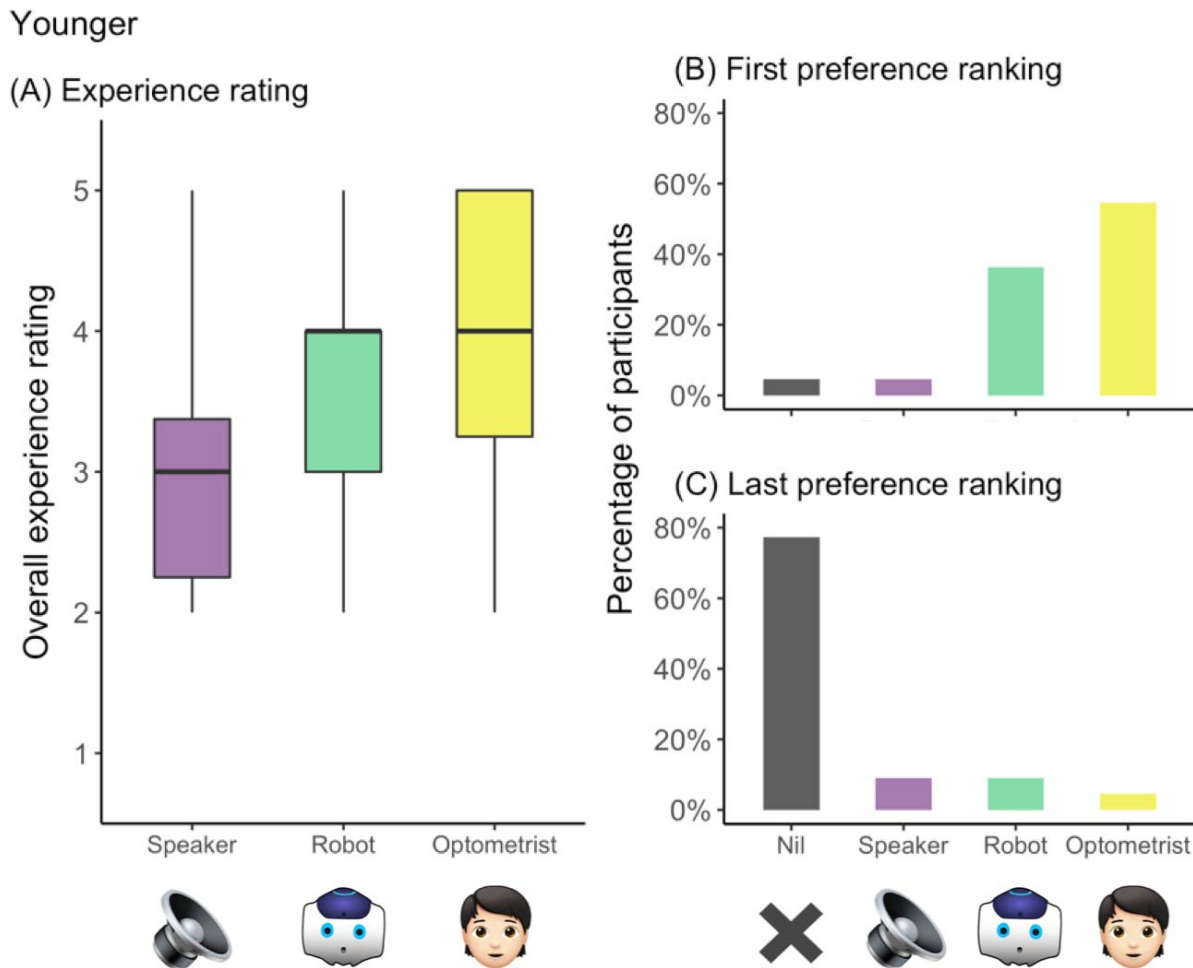 Younger
(A) Experience rating
Overall experience rating
5
4
3
2
1
Speaker Robot Optometrist
(B) First preference ranking
Percentage of participants
80%
60%
40%
20%
0%
(C) Last preference ranking
80%
60%
40%
20%
0%
Nil Speaker Robot Optometrist